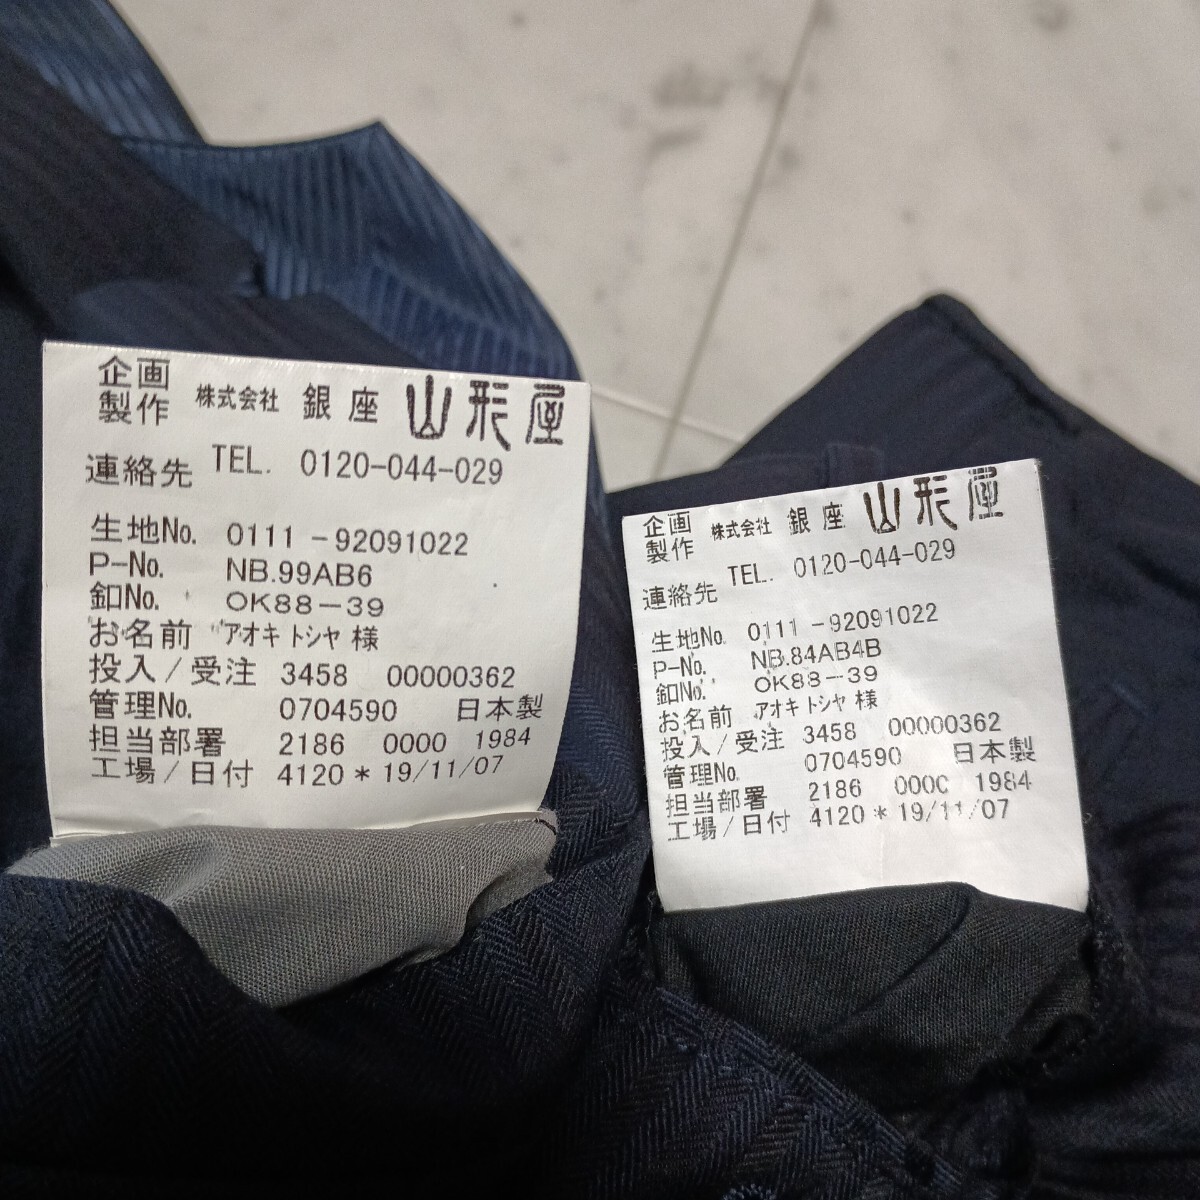 企画
製作 株式会社 銀座 山形屋
連絡先 TEL. 0120-044-029
生地No. 0111 -92091022
P-No. NB.99AB6
釦No. OK88-39
お名前 アオキ トシヤ 様
投入/受注 3458 00000362
管理No. 0704590 日本製
担当部署 2186 0000 1984
工場/日付 4120 * 19/11/07
企画
製作 株式会社 銀座 山形屋
連絡先 TEL. 0120-044-029
生地No. 0111 -92091022
P-No. NB.84AB4B
釦No. OK88-39
お名前 アオキ トシヤ 様
投入/受注 3458 00000362
管理No. 0704590 日本製
担当部署 2186 0000 1984
工場/日付 4120 * 19/11/07